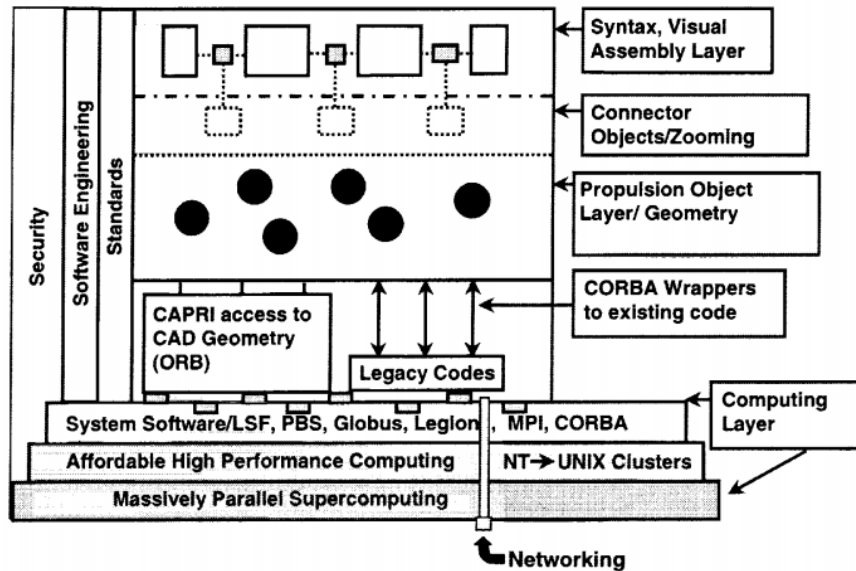 Syntax, Visual
Assembly Layer
Connector
Objects/Zooming
Propulsion Object
Layer/ Geometry
CORBA Wrappers
to existing code
Computing
Layer
Security
Software Engineering
Standards
CAPRI access to
CAD Geometry
(ORB)
Legacy Codes
System Software/LSF, PBS, Globus, Legion, MPI, CORBA
Affordable High Performance Computing
NT→UNIX Clusters
Massively Parallel Supercomputing
Networking